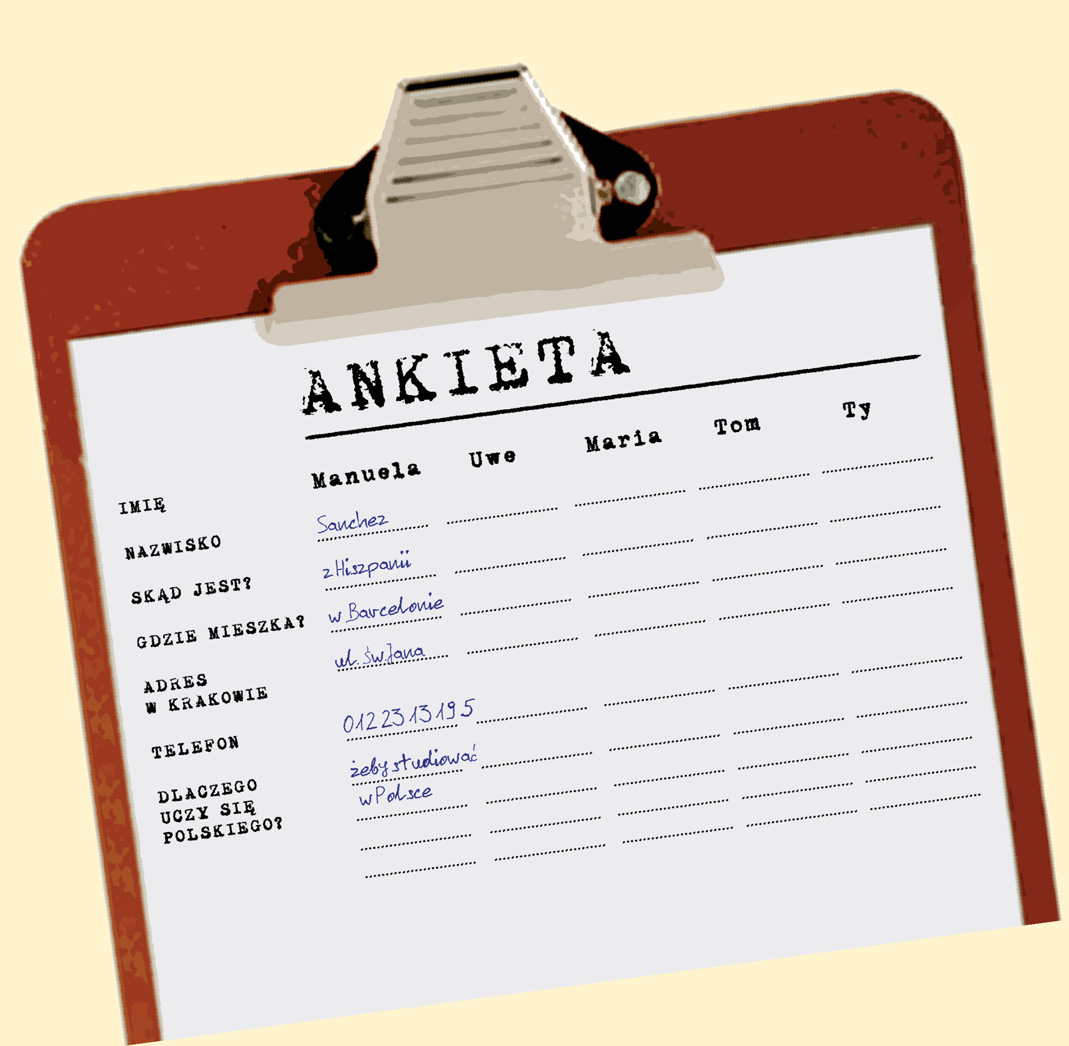 ANKIETA
IMIĘ Manuela Uwe Maria Tom Ty
NAZWISKO Sanchez
SKĄD JEST? z Hiszpanii
GDZIE MIESZKA? w Barcelonie
ADRES
W KRAKOWIE ul. Św. Jana
TELEFON 012 23 13 19 5
DLACZEGO
UCZY SIĘ
POLSKIEGO?
żeby studiować
w Polsce